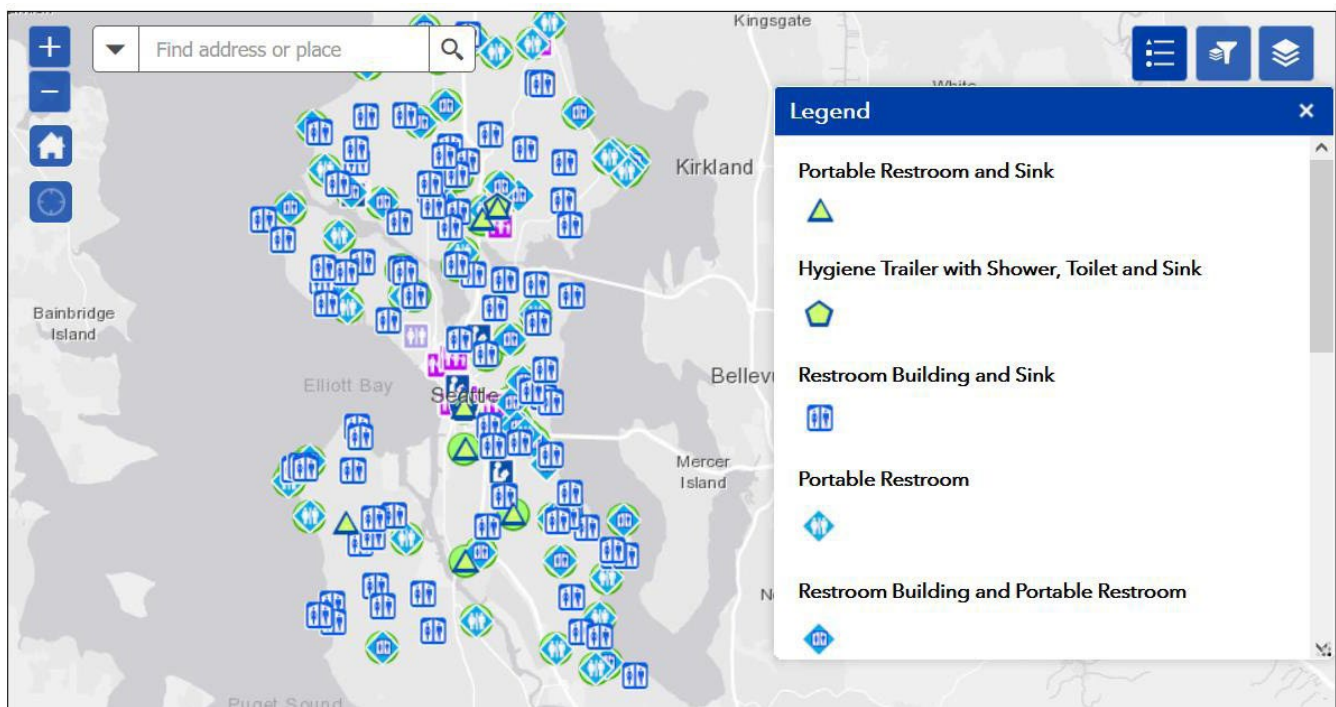 Kingsgate
Find address or place
White
Legend
Kirkland
Portable Restroom and Sink
Hygiene Trailer with Shower, Toilet and Sink
Bainbridge
Island
Restroom Building and Sink
Elliott Bay
Seattle
Bellevu
Mercer
Island
Portable Restroom
Restroom Building and Portable Restroom
Puget Sound